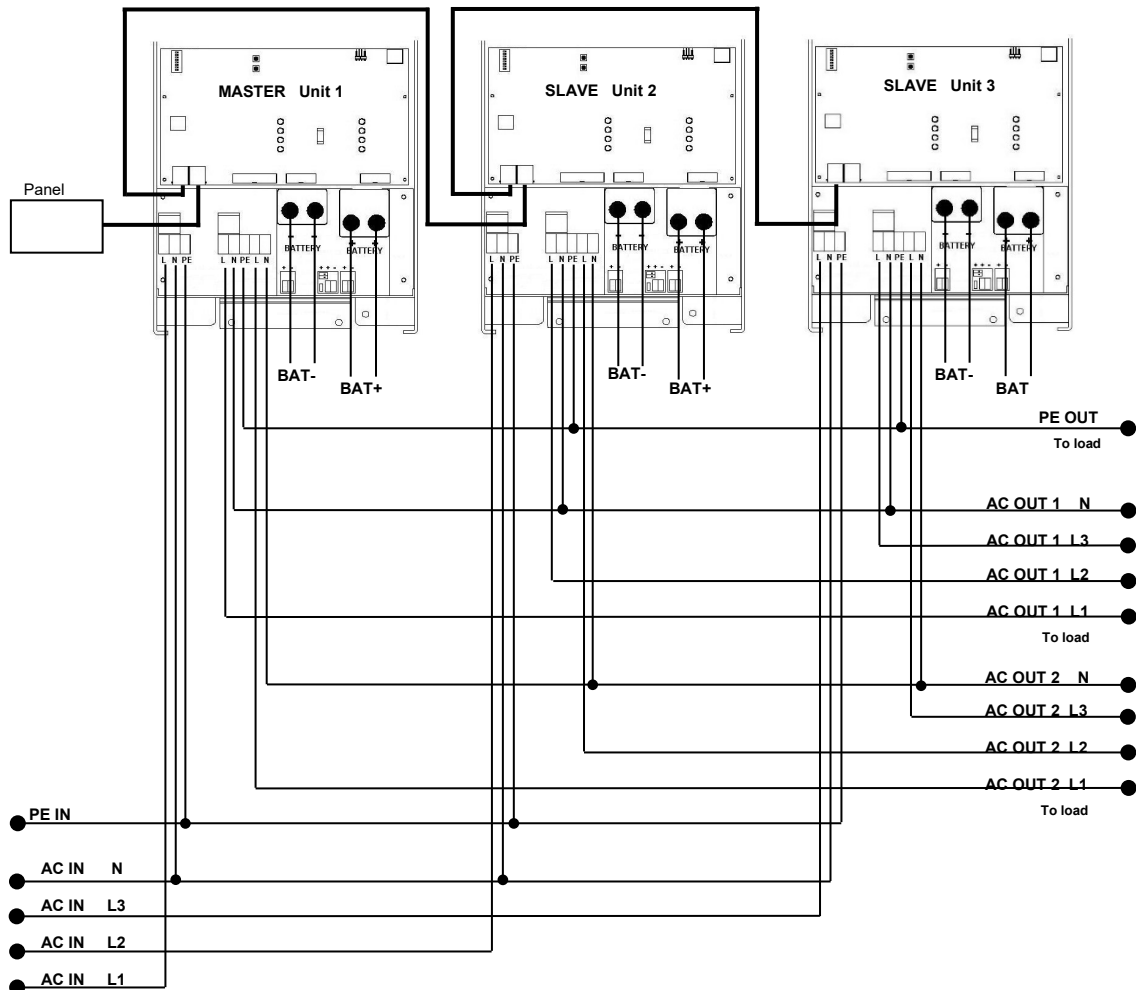 MASTER Unit 1
SLAVE Unit 2
SLAVE Unit 3
Panel
BATTERY
BATTERY
BATTERY
BATTERY
BATTERY
BATTERY
L N PE
L N PE L N
L N PE
L N PE L N
L N PE
L N PE L N
BAT-
BAT+
BAT-
BAT+
BAT-
BAT
PE OUT
To load
AC OUT 1 N
AC OUT 1 L3
AC OUT 1 L2
AC OUT 1 L1
To load
AC OUT 2 N
AC OUT 2 L3
AC OUT 2 L2
AC OUT 2 L1
To load
PE IN
AC IN N
AC IN L3
AC IN L2
AC IN L1